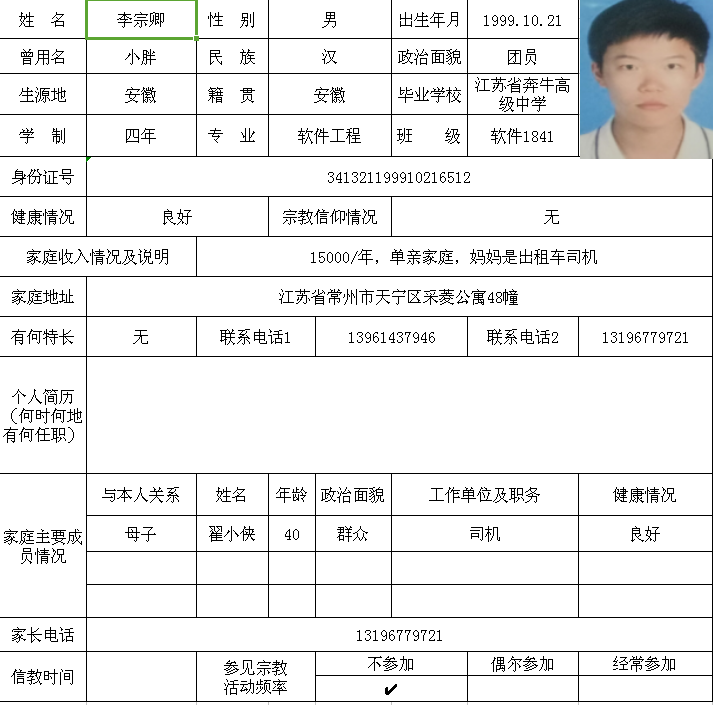 姓 名 李宗卿 性 别 男 出生年月 1999.10.21
曾用名 小胖 民 族 汉 政治面貌 团员
生源地 安徽 籍 贯 安徽 毕业学校 江苏省奔牛高
级中学
学 制 四年 专 业 软件工程 班 级 软件1841
身份证号 341321199910216512
健康情况 良好 宗教信仰情况 无
家庭收入情况及说明 15000/年，单亲家庭，妈妈是出租车司机
家庭地址 江苏省常州市天宁区采菱公寓48幢
有何特长 无 联系电话1 13961437946 联系电话2 13196779721
个人简历
（何时何地
有何任职）
家庭主要成
员情况
与本人关系 姓名 年龄 政治面貌 工作单位及职务 健康情况
母子 翟小侠 40 群众 司机 良好
家长电话 13196779721
信教时间 参见宗教
活动频率
不参加 偶尔参加 经常参加
✔